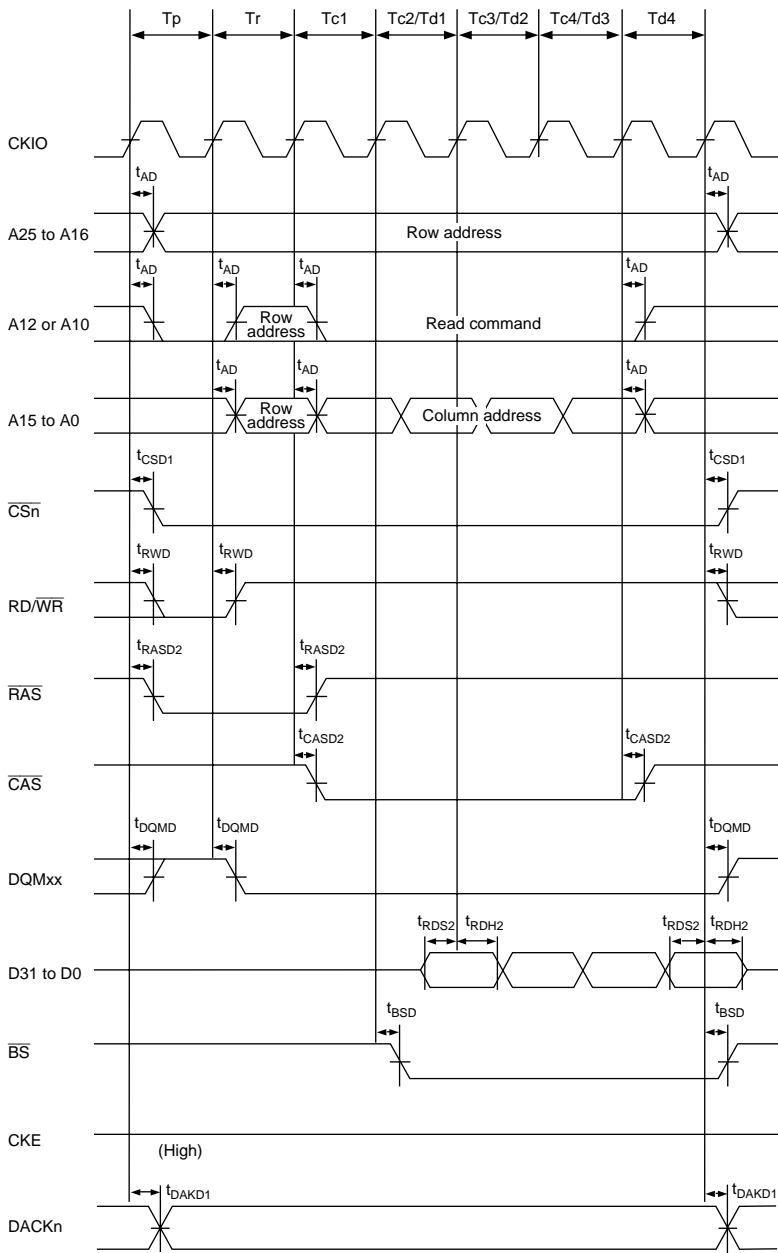 Tp Tr Tc1 Tc2/Td1 Tc3/Td2 Tc4/Td3 Td4
CKIO
tAD tAD
A25 to A16 Row address
tAD tAD tAD tAD
A12 or A10 Row address Read command
tAD tAD tAD
A15 to A0 Row address Column address
tCSD1 tCSD1
CSn
tRWD tRWD tRWD
RD/WR
tRASD2 tRASD2
RAS
tCASD2 tCASD2
CAS
tDQMD tDQMD tDQMD
DQMxx
tRDS2 tRDH2 tRDS2 tRDH2
D31 to D0
tBSD tBSD
BS
CKE
(High)
tDAKD1 tDAKD1
DACKn